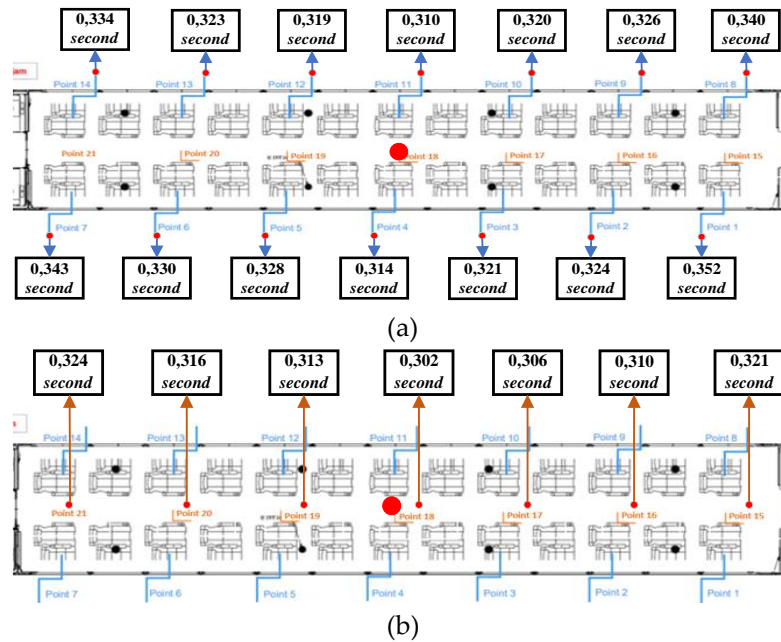 0,334 second
0,323 second
0,319 second
0,310 second
0,320 second
0,326 second
0,340 second
jam
Point 14
Point 13
Point 12
Point 11
Point 10
Point 9
Point 8
Point 21
Point 20
Point 19
Point 18
Point 17
Point 16
Point 15
Point 7
Point 6
Point 5
Point 4
Point 3
Point 2
Point 1
0,343 second
0,330 second
0,328 second
0,314 second
0,321 second
0,324 second
0,352 second
(a)
0,324 second
0,316 second
0,313 second
0,302 second
0,306 second
0,310 second
0,321 second
Point 14
Point 13
Point 12
Point 11
Point 10
Point 9
Point 8
Point 21
Point 20
Point 19
Point 18
Point 17
Point 16
Point 15
Point 7
Point 6
Point 5
Point 4
Point 3
Point 2
Point 1
(b)